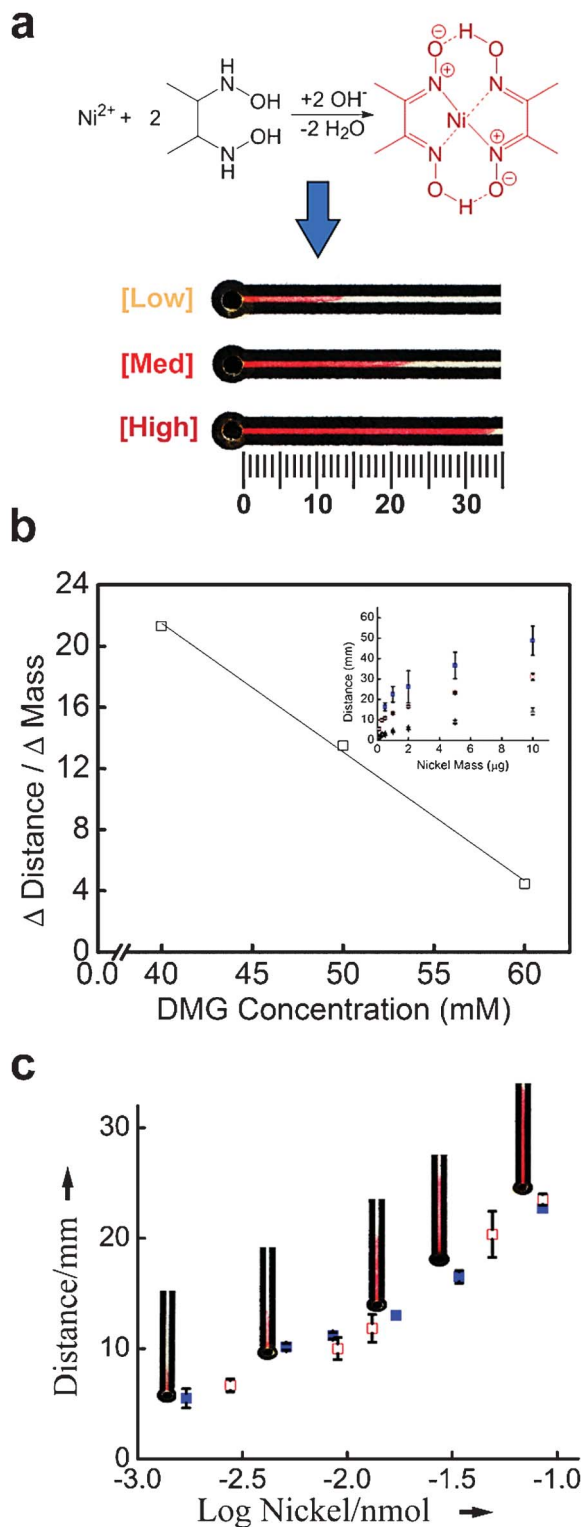 a
H
N
OH
Ni²⁺ + 2
OH
N
H
+2 OH⁻
-2 H₂O
⊖ H
O O
N ⊕ N
Ni
N N ⊕
O O
H ⊖
[Low]
[Med]
[High]
0 10 20 30
b
Δ Distance / Δ Mass
24
20
16
12
8
4
0
0.0 40 45 50 55 60
DMG Concentration (mM)
Distance (mm)
60
50
40
30
20
10
0
0 2 4 6 8 10
Nickel Mass (μg)
c
Distance/mm
30
20
10
0
-3.0 -2.5 -2.0 -1.5 -1.0
Log Nickel/nmol